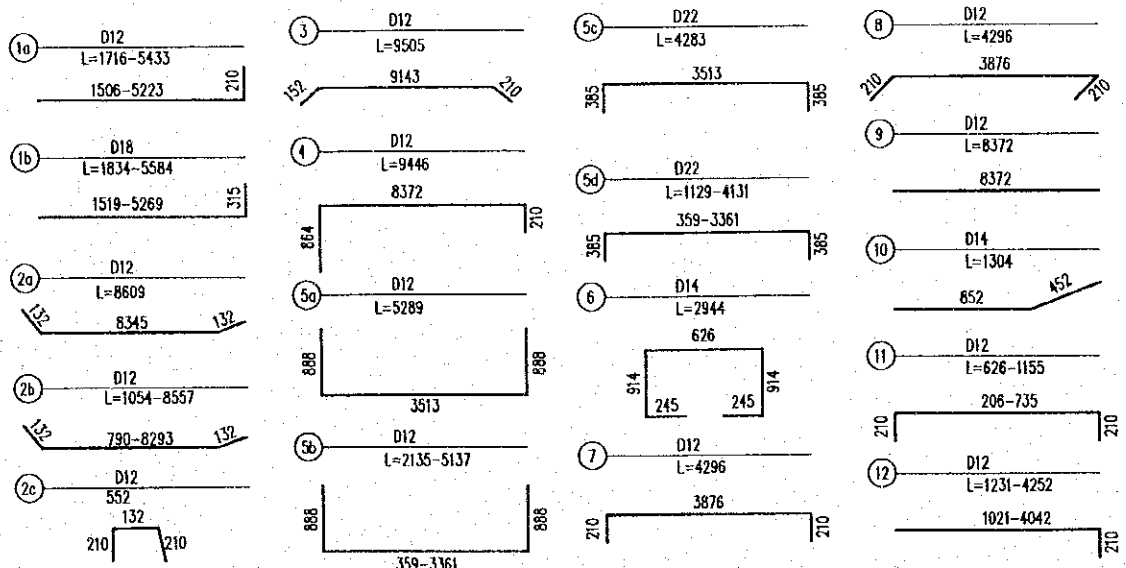 1a
D12
L=1716-5433
1506-5223
210
1b
D18
L=1834-5584
1519-5269
315
2a
D12
L=8609
132
8345
132
2b
D12
L=1054-8557
132
790-8293
132
2c
D12
552
132
210
210
3
D12
L=9505
152
9143
210
4
D12
L=9446
8372
864
210
5a
D12
L=5289
888
888
3513
5b
D12
L=2135-5137
888
888
359-3361
5c
D22
L=4283
3513
385
385
5d
D22
L=1129-4131
359-3361
385
385
6
D14
L=2944
626
914
914
245
245
7
D12
L=4296
3876
210
210
8
D12
L=4296
3876
210
210
9
D12
L=8372
8372
10
D14
L=1304
852
452
11
D12
L=626-1155
206-735
210
210
12
D12
L=1231-4252
1021-4042
210